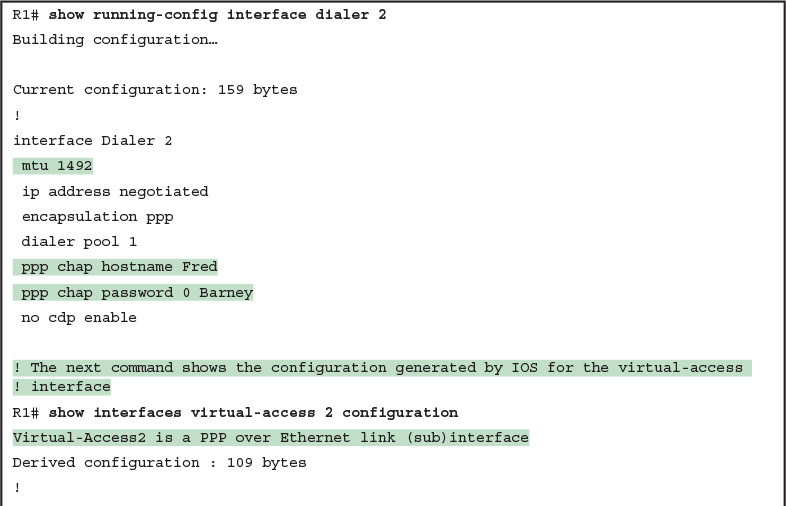 R1# show running-config interface dialer 2
Building configuration…
Current configuration: 159 bytes
!
interface Dialer 2
mtu 1492
ip address negotiated
encapsulation ppp
dialer pool 1
ppp chap hostname Fred
ppp chap password 0 Barney
no cdp enable
! The next command shows the configuration generated by IOS for the virtual-access
! interface
R1# show interfaces virtual-access 2 configuration
Virtual-Access2 is a PPP over Ethernet link (sub)interface
Derived configuration : 109 bytes
!